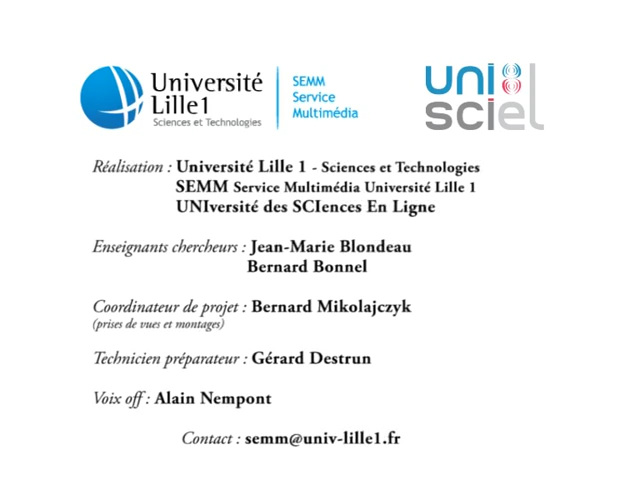 Université
Lille1
Sciences et Technologies
SEMM
Service
Multimédia
uni
sciel
Réalisation : Université Lille 1 - Sciences et Technologies
SEMM Service Multimédia Université Lille 1
UNIversité des SCIences En Ligne
Enseignants chercheurs : Jean-Marie Blondeau
Bernard Bonnel
Coordinateur de projet : Bernard Mikolajczyk
(prises de vues et montages)
Technicien préparateur : Gérard Destrun
Voix off : Alain Nempont
Contact : semm@univ-lille1.fr